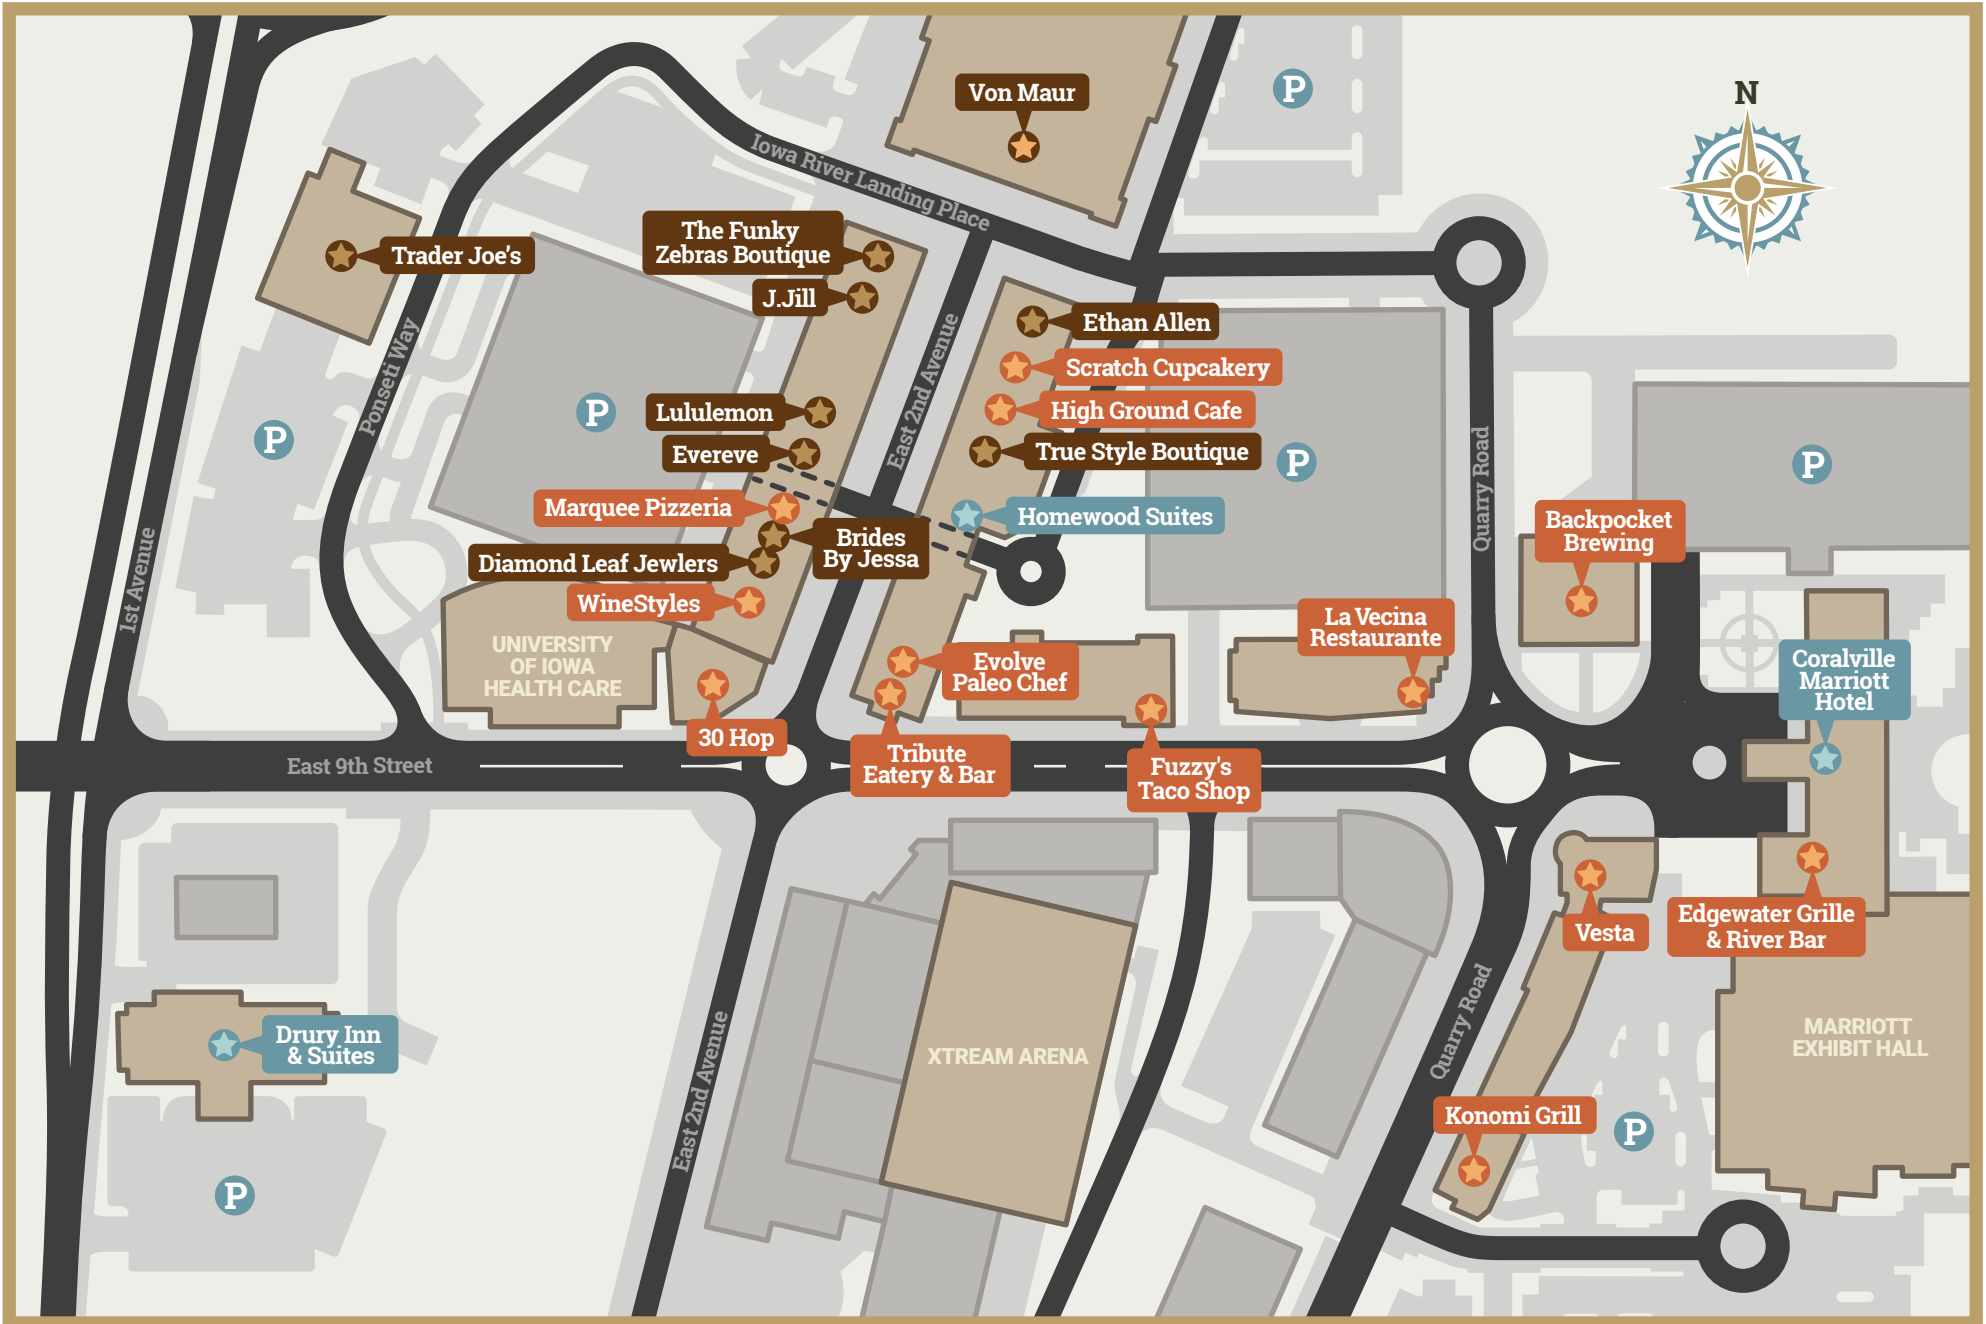 N
Von Maur
P
Iowa River Landing Place
The Funky
Zebras Boutique
Trader Joe's
J.Jill
Ethan Allen
Scratch Cupcakery
High Ground Cafe
True Style Boutique
Ponseti Way
East 2nd Avenue
Lululemon
P
P
Evereve
P
P
Quarry Road
Marquee Pizzeria
Homewood Suites
Backpocket
Brewing
Brides
By Jessa
Diamond Leaf Jewlers
1st Avenue
WineStyles
La Vecina
Restaurante
UNIVERSITY
OF IOWA
HEALTH CARE
Evolve
Paleo Chef
Coralville
Marriott
Hotel
30 Hop
East 9th Street
Tribute
Eatery & Bar
Fuzzy's
Taco Shop
Vesta
Edgewater Grille
& River Bar
Drury Inn
& Suites
XTREAM ARENA
East 2nd Avenue
Quarry Road
MARRIOTT
EXHIBIT HALL
Konomi Grill
P
P